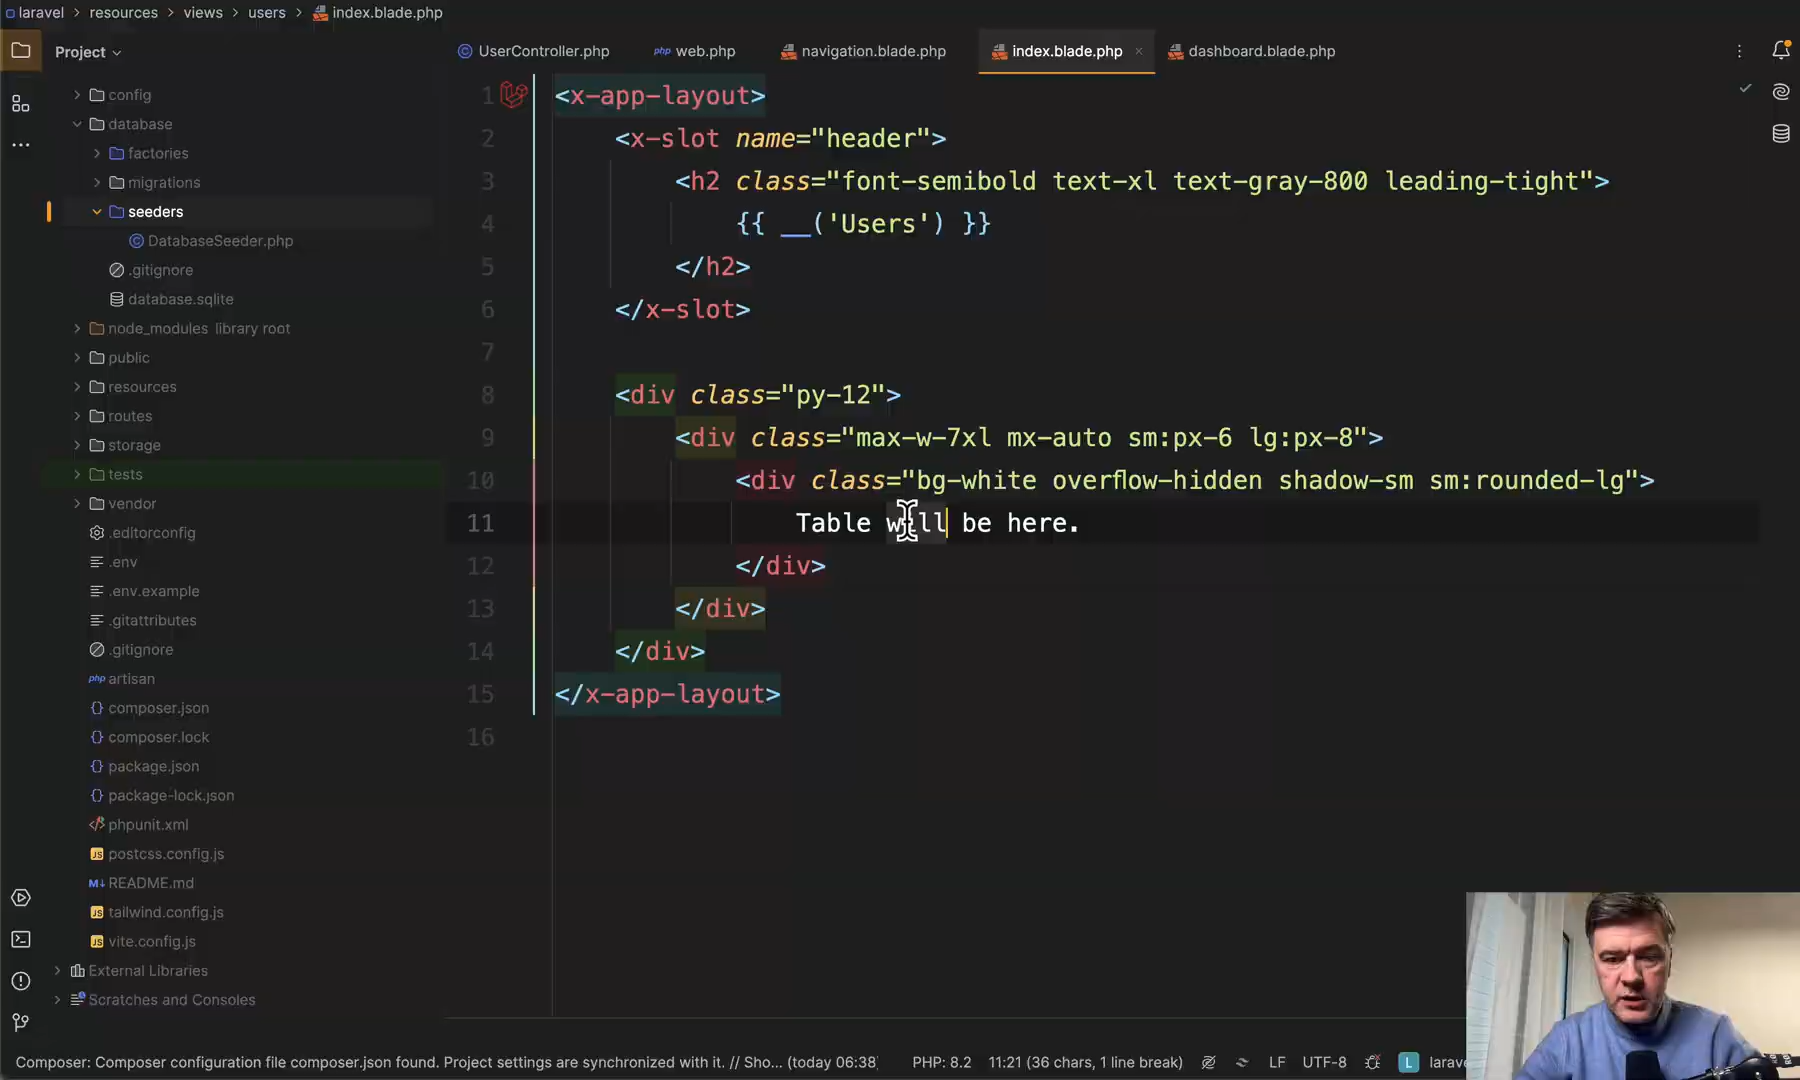 laravel > resources > views > users > index.blade.php
Project
UserController.php
php web.php
navigation.blade.php
index.blade.php ×
dashboard.blade.php
config
database
factories
migrations
seeders
DatabaseSeeder.php
.gitignore
database.sqlite
node_modules library root
public
resources
routes
storage
tests
vendor
.editorconfig
.env
.env.example
.gitattributes
.gitignore
php artisan
{} composer.json
{} composer.lock
{} package.json
{} package-lock.json
phpunit.xml
JS postcss.config.js
M↓ README.md
JS tailwind.config.js
JS vite.config.js
External Libraries
Scratches and Consoles
1 <x-app-layout>
2 <x-slot name="header">
3 <h2 class="font-semibold text-xl text-gray-800 leading-tight">
4 {{ __('Users') }}
5 </h2>
6 </x-slot>
7
8 <div class="py-12">
9 <div class="max-w-7xl mx-auto sm:px-6 lg:px-8">
10 <div class="bg-white overflow-hidden shadow-sm sm:rounded-lg">
11 Table will be here.
12 </div>
13 </div>
14 </div>
15 </x-app-layout>
16
Composer: Composer configuration file composer.json found. Project settings are synchronized with it. // Sho... (today 06:38) PHP: 8.2 11:21 (36 chars, 1 line break) LF UTF-8 L larave